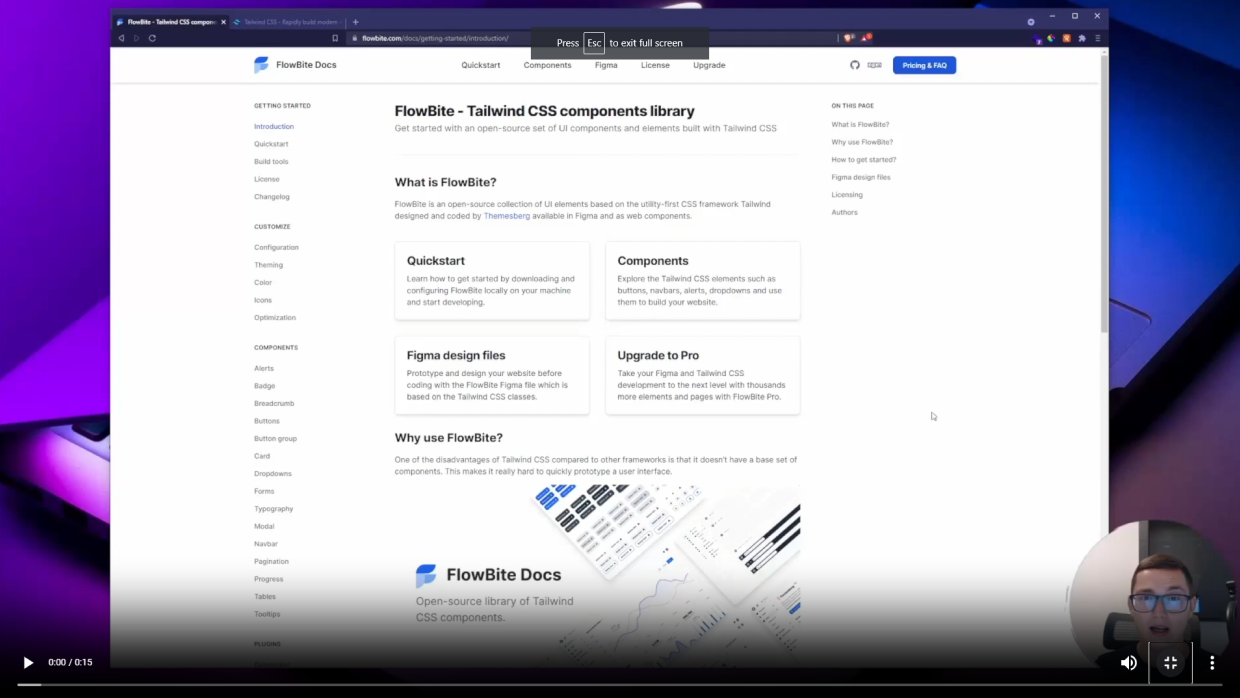 FlowBite - Tailwind CSS compon
Tailwind CSS - Rapidly build modern
flowbite.com/docs/getting-started/introduction/
Press Esc to exit full screen
FlowBite Docs
Quickstart
Components
Figma
License
Upgrade
Pricing & FAQ
GETTING STARTED
Introduction
Quickstart
Build tools
License
Changelog
CUSTOMIZE
Configuration
Theming
Color
Icons
Optimization
COMPONENTS
Alerts
Badge
Breadcrumb
Buttons
Button group
Card
Dropdowns
Forms
Typography
Modal
Navbar
Pagination
Progress
Tables
Tooltips
PLUGINS
FlowBite - Tailwind CSS components library
Get started with an open-source set of UI components and elements built with Tailwind CSS
What is FlowBite?
FlowBite is an open-source collection of UI elements based on the utility-first CSS framework Tailwind
designed and coded by Themesberg available in Figma and as web components.
Quickstart
Learn how to get started by downloading and
configuring FlowBite locally on your machine
and start developing.
Components
Explore the Tailwind CSS elements such as
buttons, navbars, alerts, dropdowns and use
them to build your website.
Figma design files
Prototype and design your website before
coding with the FlowBite Figma file which is
based on the Tailwind CSS classes.
Upgrade to Pro
Take your Figma and Tailwind CSS
development to the next level with thousands
more elements and pages with FlowBite Pro.
Why use FlowBite?
One of the disadvantages of Tailwind CSS compared to other frameworks is that it doesn't have a base set of
components. This makes it really hard to quickly prototype a user interface.
FlowBite Docs
Open-source library of Tailwind
CSS components.
ON THIS PAGE
What is FlowBite?
Why use FlowBite?
How to get started?
Figma design files
Licensing
Authors
0:00 / 0:15